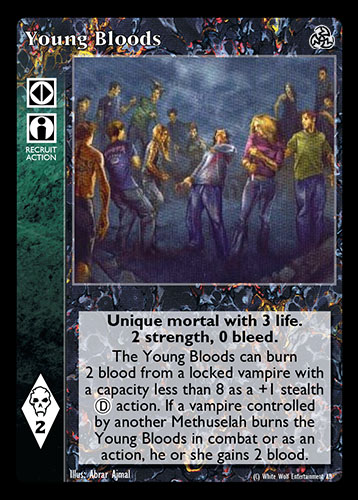 Young Bloods
RECRUIT
ACTION
Unique mortal with 3 life.
2 strength, 0 bleed.
The Young Bloods can burn
2 blood from a locked vampire with
a capacity less than 8 as a +1 stealth
Ⓓ action. If a vampire controlled
by another Methuselah burns the
Young Bloods in combat or as an
action, he or she gains 2 blood.
2
Illus: Abrar Ajmal
(C) White Wolf Entertainment AB